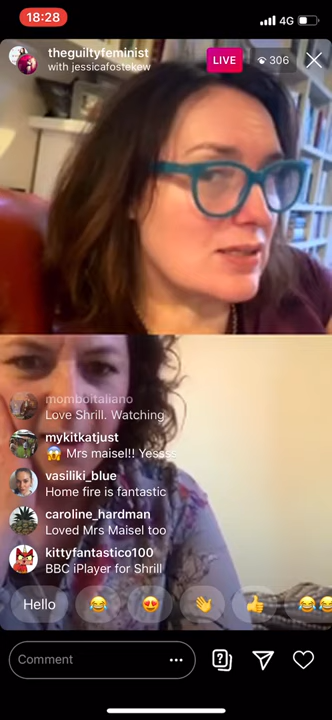 18:28
4G
theguiltyfeminist
with jessicafostekew
LIVE
306
momboitaliano
Love Shrill. Watching
mykitkatjust
😱 Mrs maisel!! Yessss
vasiliki_blue
Home fire is fantastic
caroline_hardman
Loved Mrs Maisel too
kittyfantastico100
BBC iPlayer for Shrill
Hello 😂 😍 👋 👍 😂😂
Comment